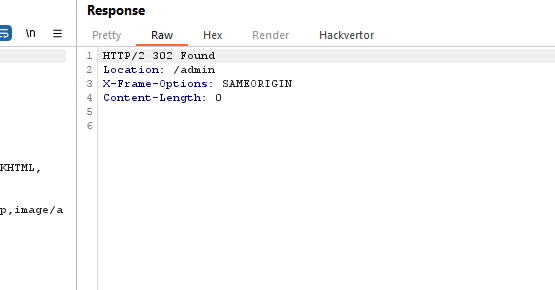 Response
\n
Pretty Raw Hex Render Hackvertor
1 HTTP/2 302 Found
2 Location: /admin
3 X-Frame-Options: SAMEORIGIN
4 Content-Length: 0
5
6
KHTML,
p,image/a